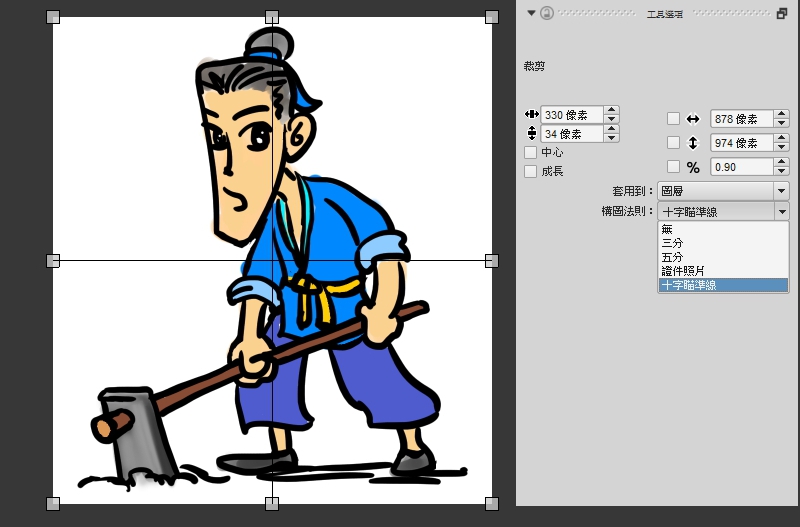 工具選項
裁剪
330 像素
878 像素
34 像素
974 像素
中心
%
0.90
成長
套用到：
圖層
構圖法則：
十字瞄準線
無
三分
五分
證件照片
十字瞄準線